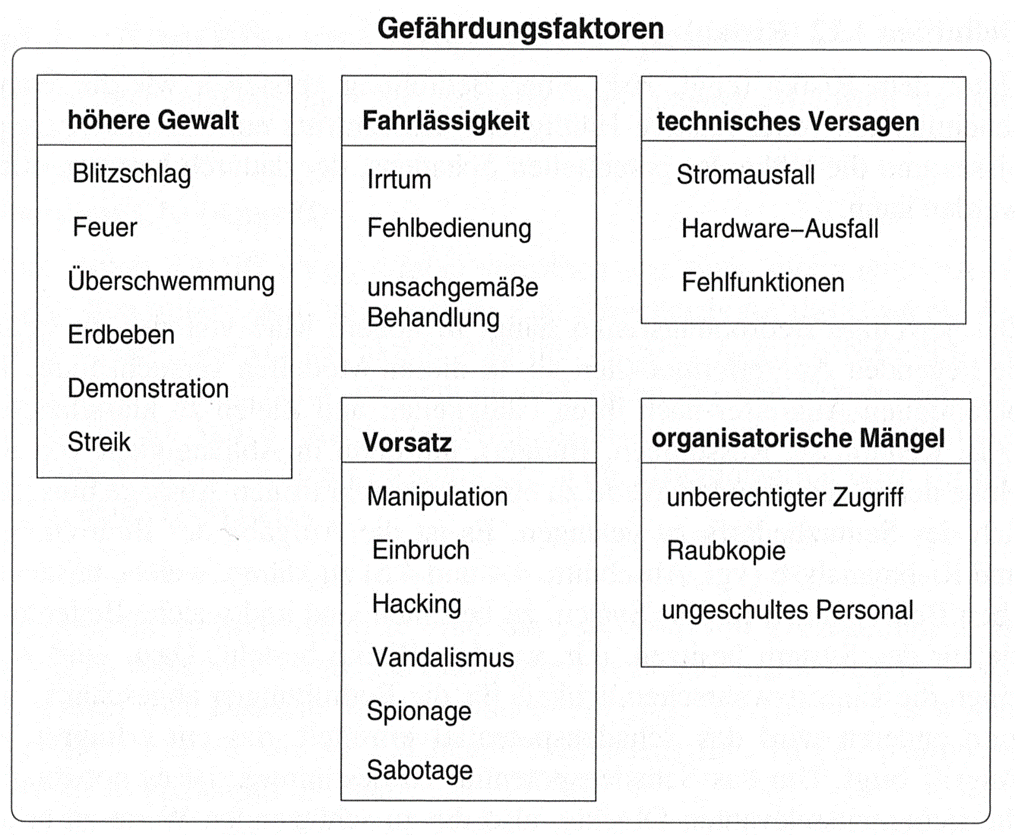 Gefährdungsfaktoren
höhere Gewalt
Blitzschlag
Feuer
Überschwemmung
Erdbeben
Demonstration
Streik
Fahrlässigkeit
Irrtum
Fehlbedienung
unsachgemäße
Behandlung
technisches Versagen
Stromausfall
Hardware–Ausfall
Fehlfunktionen
Vorsatz
Manipulation
Einbruch
Hacking
Vandalismus
Spionage
Sabotage
organisatorische Mängel
unberechtigter Zugriff
Raubkopie
ungeschultes Personal